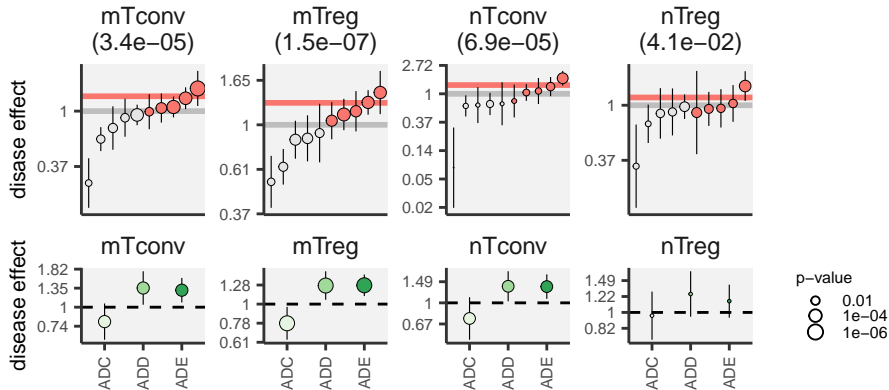 mTconv
(3.4e−05)
mTreg
(1.5e−07)
nTconv
(6.9e−05)
nTreg
(4.1e−02)
disase effect
1
0.37
1.65
1
0.61
0.37
2.72
1
0.37
0.14
0.05
0.02
1
0.37
mTconv
mTreg
nTconv
nTreg
disease effect
1.82
1.35
1
0.74
1.28
1
0.78
0.61
1.49
1
0.67
1.49
1.22
1
0.82
ADC
ADD
ADE
ADC
ADD
ADE
ADC
ADD
ADE
ADC
ADD
ADE
p−value
0.01
1e−04
1e−06